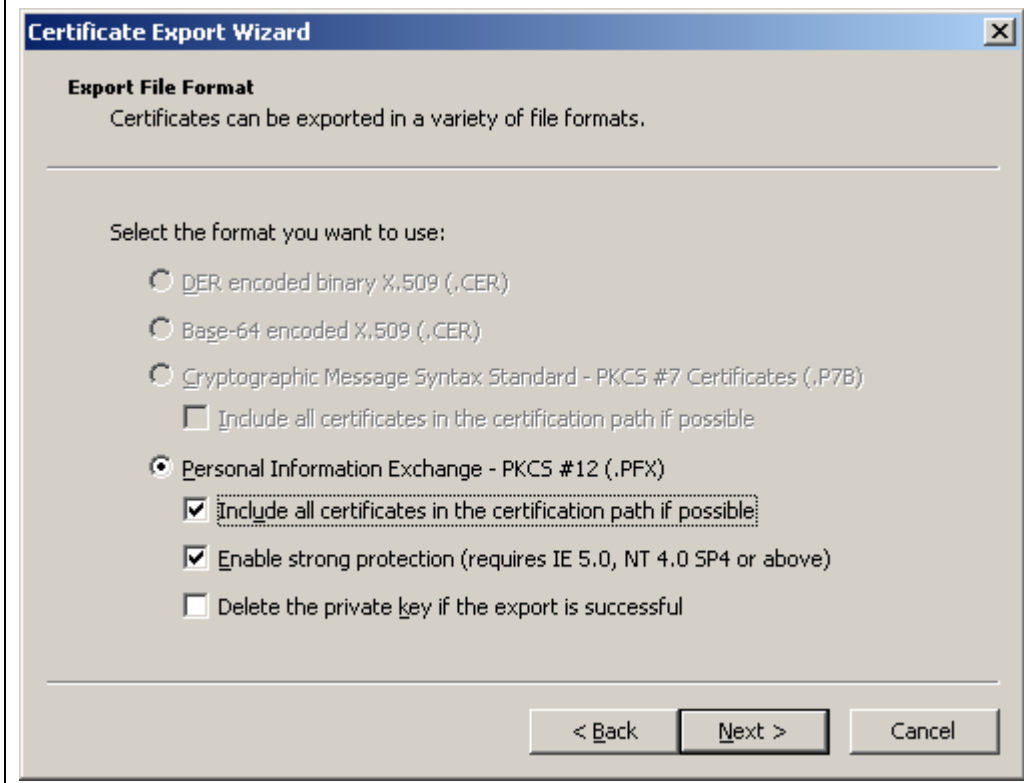 Certificate Export Wizard
Export File Format
Certificates can be exported in a variety of file formats.
Select the format you want to use:
DER encoded binary X.509 (.CER)
Base-64 encoded X.509 (.CER)
Cryptographic Message Syntax Standard - PKCS #7 Certificates (.P7B)
Include all certificates in the certification path if possible
Personal Information Exchange - PKCS #12 (.PFX)
Include all certificates in the certification path if possible
Enable strong protection (requires IE 5.0, NT 4.0 SP4 or above)
Delete the private key if the export is successful
< Back Next > Cancel